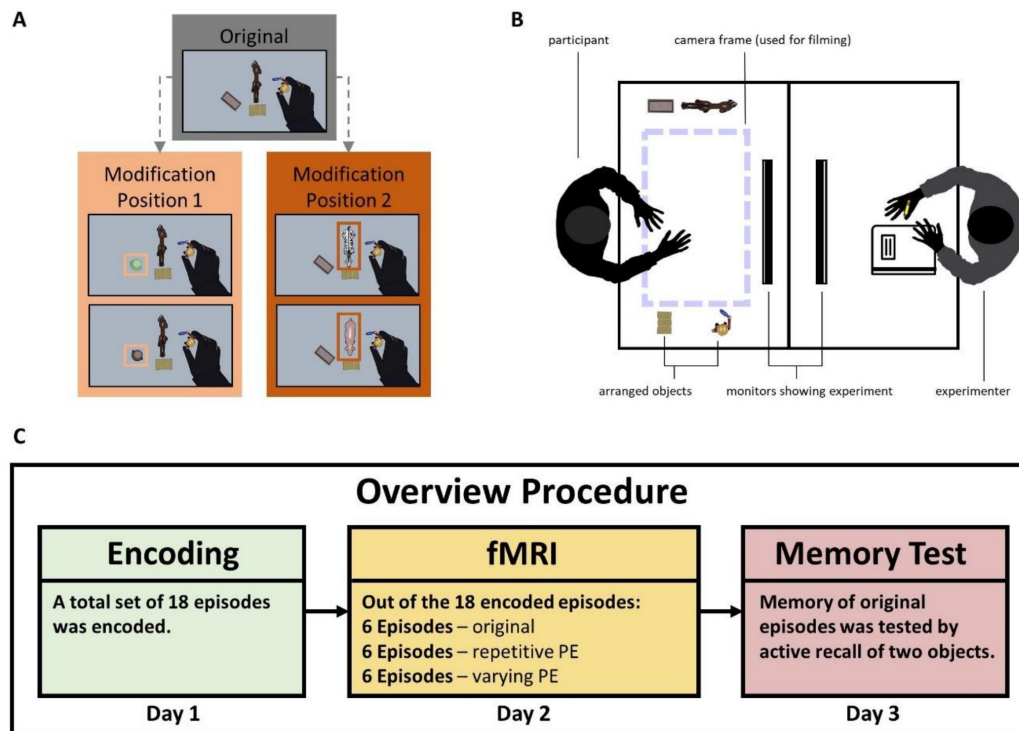 A
Original
Modification
Position 1
Modification
Position 2
B
participant
camera frame (used for filming)
arranged objects
monitors showing experiment
experimenter
C
Overview Procedure
Encoding
A total set of 18 episodes
was encoded.
Day 1
fMRI
Out of the 18 encoded episodes:
6 Episodes – original
6 Episodes – repetitive PE
6 Episodes – varying PE
Day 2
Memory Test
Memory of original
episodes was tested by
active recall of two objects.
Day 3